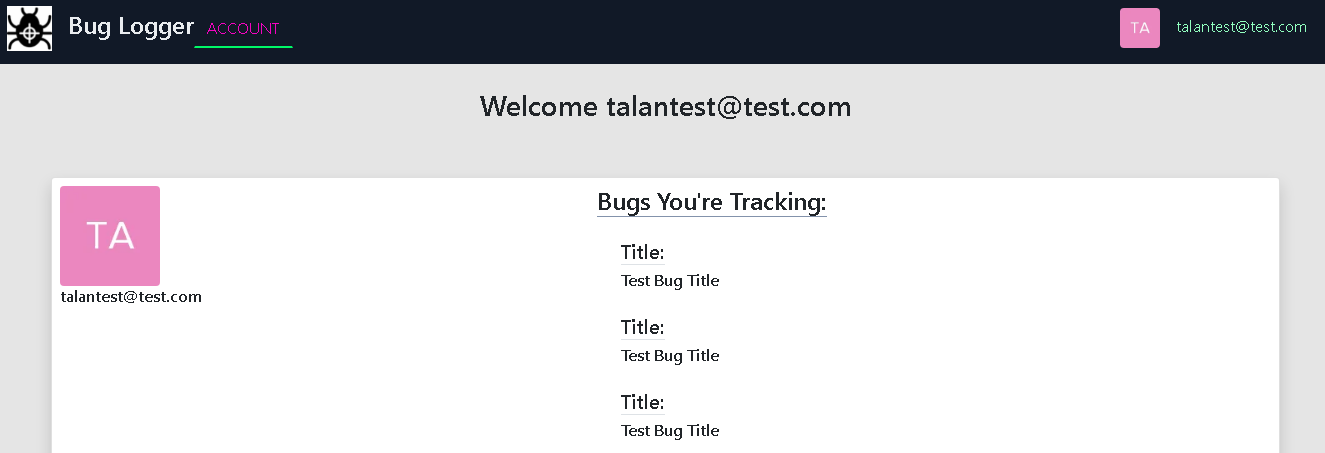 Bug Logger ACCOUNT TA talantest@test.com
Welcome talantest@test.com
TA
talantest@test.com
Bugs You're Tracking:
Title:
Test Bug Title
Title:
Test Bug Title
Title:
Test Bug Title